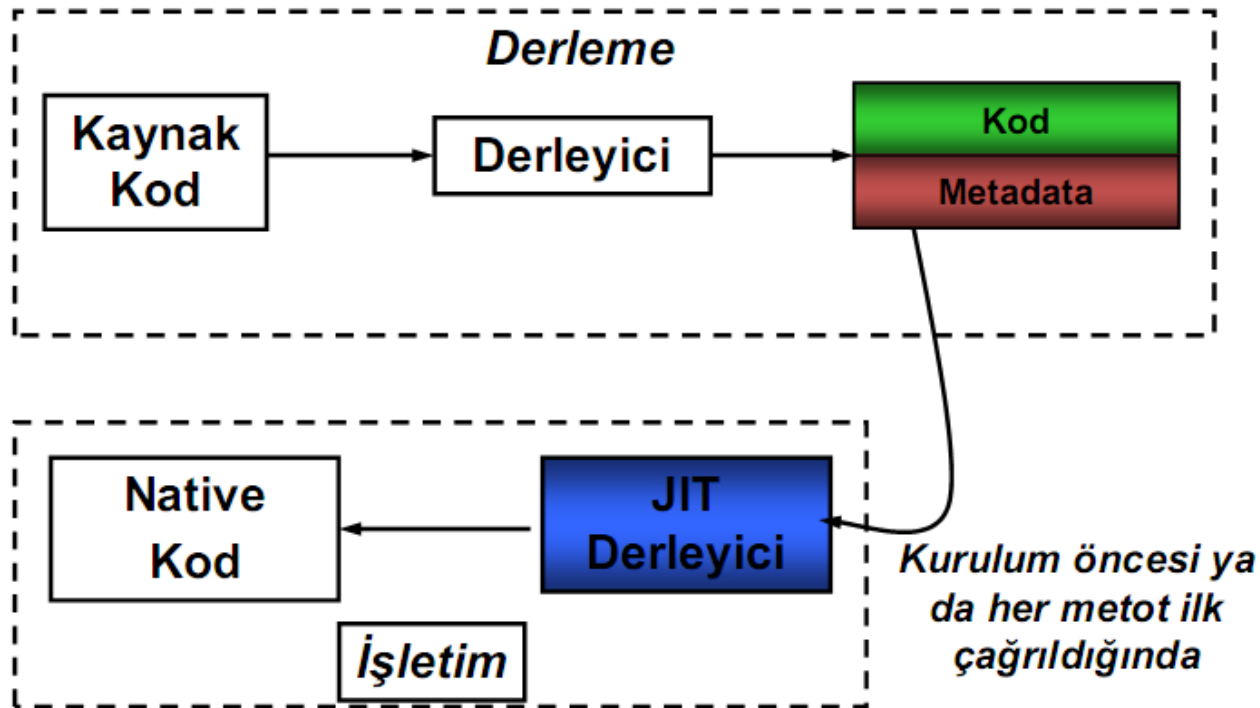 Derleme
Kaynak
Kod
Derleyici
Kod
Metadata
Native
Kod
JIT
Derleyici
Kurulum öncesi ya
da her metot ilk
çağrıldığında
İşletim